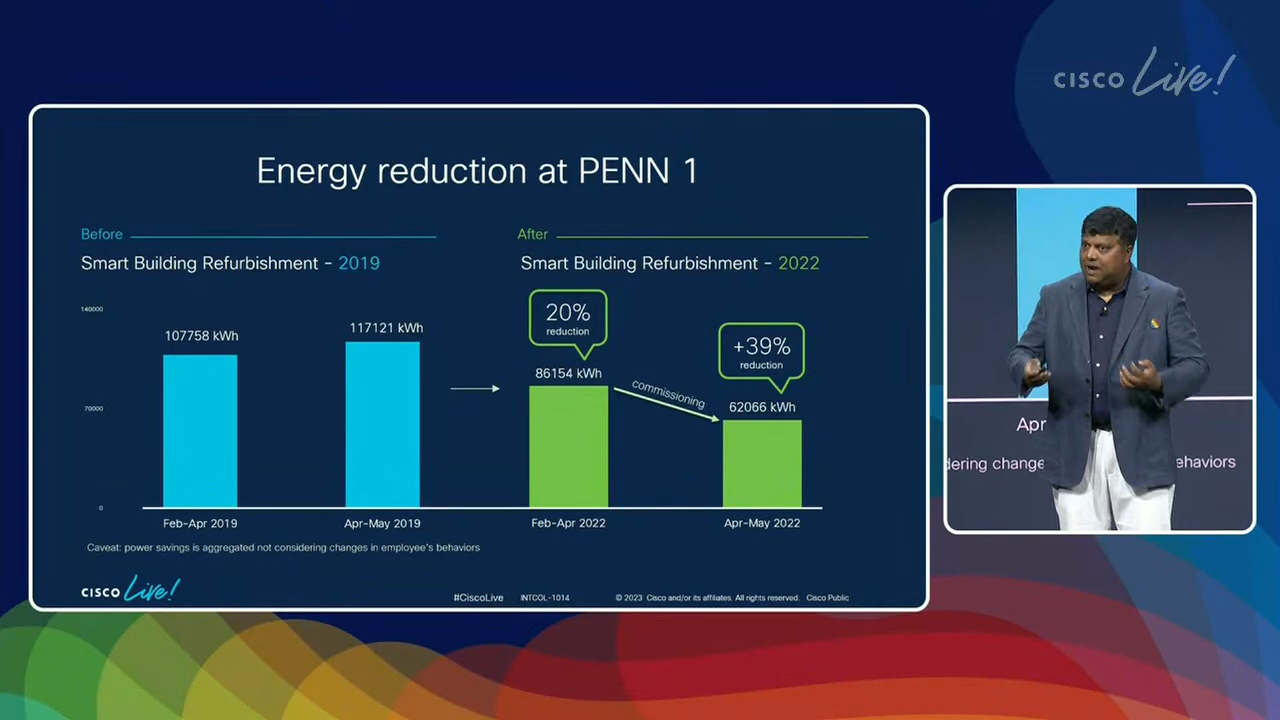 CISCO Live!
Energy reduction at PENN 1
Before
Smart Building Refurbishment - 2019
After
Smart Building Refurbishment - 2022
140000
70000
0
107758 kWh
117121 kWh
20%
reduction
86154 kWh
commissioning
+39%
reduction
62066 kWh
Feb-Apr 2019
Apr-May 2019
Feb-Apr 2022
Apr-May 2022
Caveat: power savings is aggregated not considering changes in employee's behaviors
CISCO Live!
#CiscoLive
INTCOL-1014
© 2023 Cisco and/or its affiliates. All rights reserved. Cisco Public
Apr
dering change
ehaviors